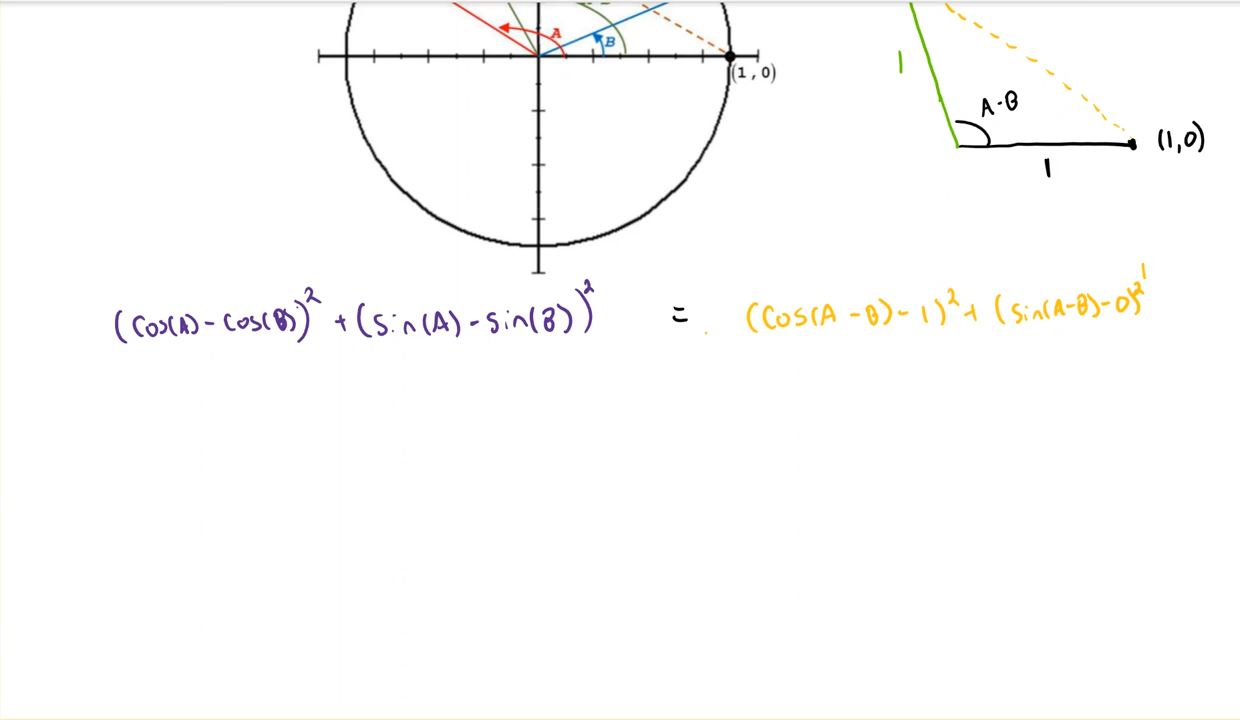 A
B
(1,0)
1
A-B
(1,0)
1
(cos(A) - cos(B))² + (sin(A) - sin(B))² = (cos(A - B) - 1)² + (sin(A-B) - 0)²